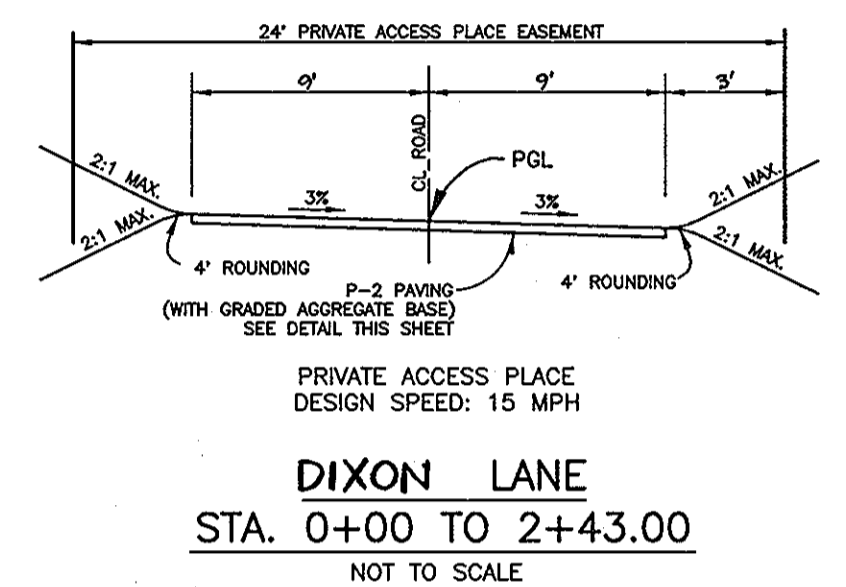 24' PRIVATE ACCESS PLACE EASEMENT
9' 9' 3'
CL ROAD
PGL
2:1 MAX. 3% 3% 2:1 MAX.
2:1 MAX. 2:1 MAX.
4' ROUNDING 4' ROUNDING
P-2 PAVING
(WITH GRADED AGGREGATE BASE)
SEE DETAIL THIS SHEET
PRIVATE ACCESS PLACE
DESIGN SPEED: 15 MPH
DIXON LANE
STA. 0+00 TO 2+43.00
NOT TO SCALE